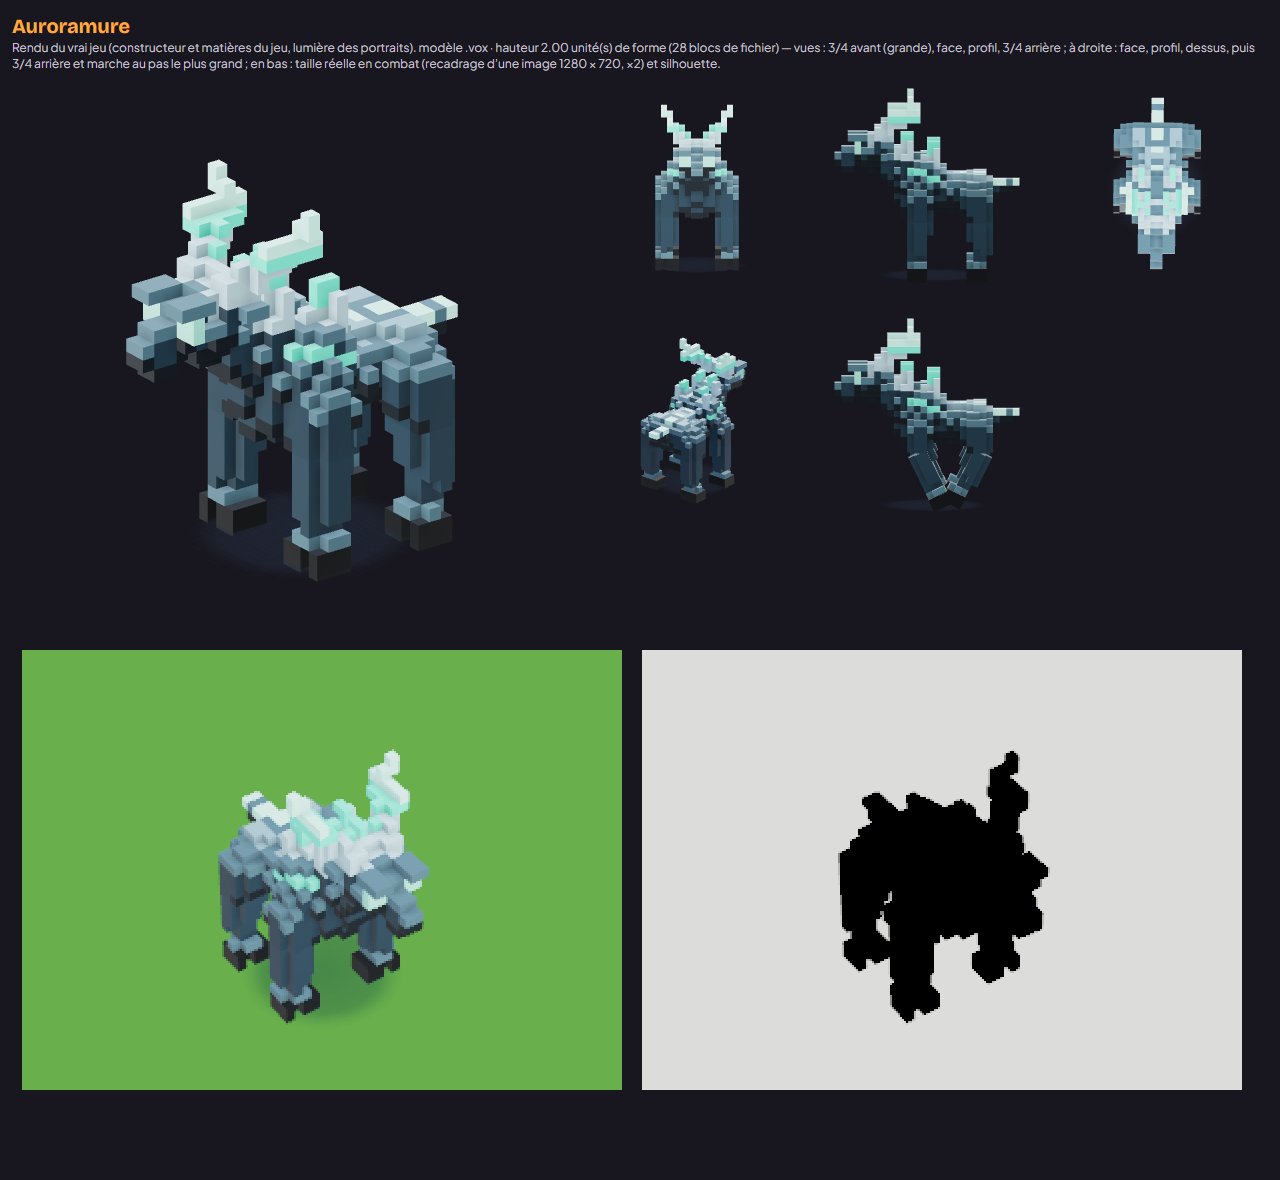 Auroramure
Rendu du vrai jeu (constructeur et matières du jeu, lumière des portraits). modèle .vox · hauteur 2.00 unité(s) de forme (28 blocs de fichier) — vues : 3/4 avant (grande), face, profil, 3/4 arrière ; à droite : face, profil, dessus, puis
3/4 arrière et marche au pas le plus grand ; en bas : taille réelle en combat (recadrage d'une image 1280 × 720, ×2) et silhouette.